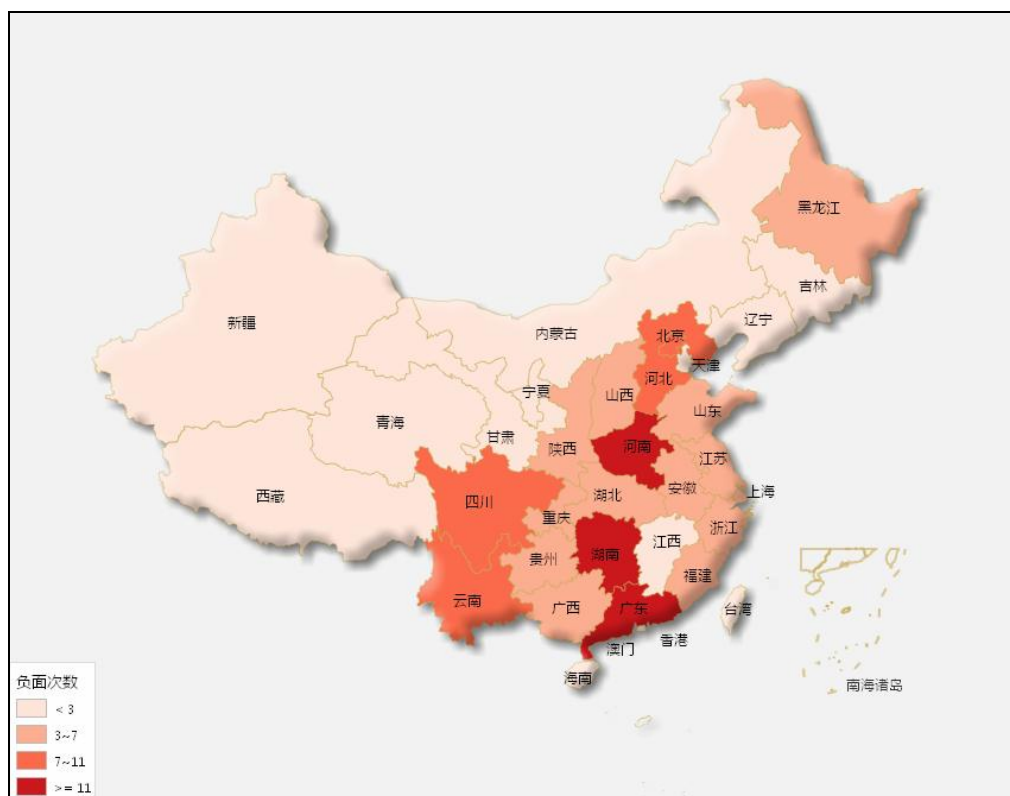 黑龙江
吉林
辽宁
新疆
内蒙古
北京
天津
河北
宁夏
山西
山东
青海
甘肃
陕西
河南
江苏
西藏
四川
湖北
安徽
上海
重庆
浙江
贵州
湖南
江西
福建
云南
广西
广东
台湾
澳门
香港
海南
南海诸岛
负面次数
< 3
3~7
7~11
>= 11